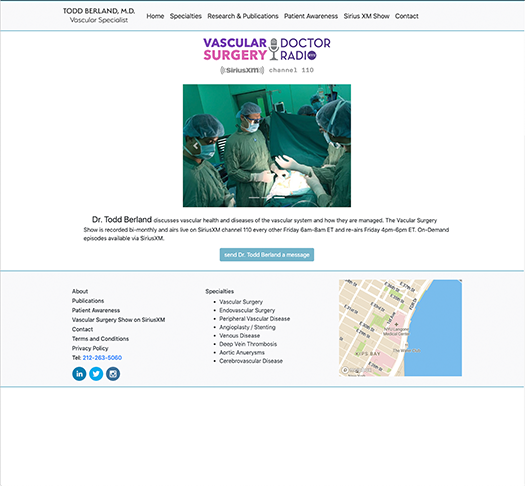 TODD BERLAND, M.D.
Vascular Specialist
Home Specialties Research & Publications Patient Awareness Sirius XM Show Contact
VASCULAR SURGERY DOCTOR RADIO
SiriusXM channel 110
Dr. Todd Berland discusses vascular health and diseases of the vascular system and how they are managed. The Vacular Surgery
Show is recorded bi-monthly and airs live on SiriusXM channel 110 every other Friday 6am-8am ET and re-airs Friday 4pm-6pm ET. On-Demand
episodes available via SiriusXM.
send Dr. Todd Berland a message
About
Publications
Patient Awareness
Vascular Surgery Show on SiriusXM
Contact
Terms and Conditions
Privacy Policy
Tel: 212-263-5060
in
Specialties
Vascular Surgery
Endovascular Surgery
Peripheral Vascular Disease
Angioplasty / Stenting
Venous Disease
Deep Vein Thrombosis
Aortic Anuerysms
Cerebrovascular Disease
E 37th St
E 30th St
KIPS BAY